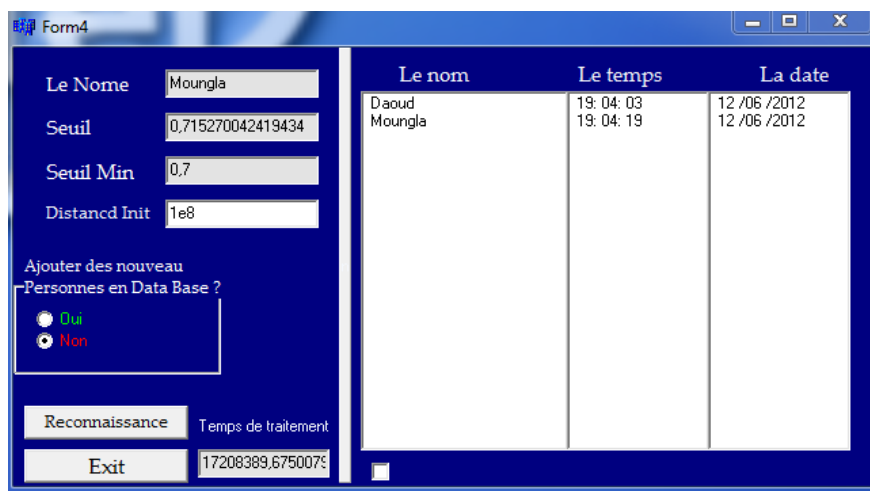 Form4
Le Nome Moungla
Seuil 0,715270042419434
Seuil Min 0,7
Distancd Init 1e8
Ajouter des nouveau
Personnes en Data Base ?
Oui
Non
Reconnaissance Temps de traitement
Exit 17208389,6750079
Le nom Le temps La date
Daoud 19: 04: 03 12 /06 /2012
Moungla 19: 04: 19 12 /06 /2012